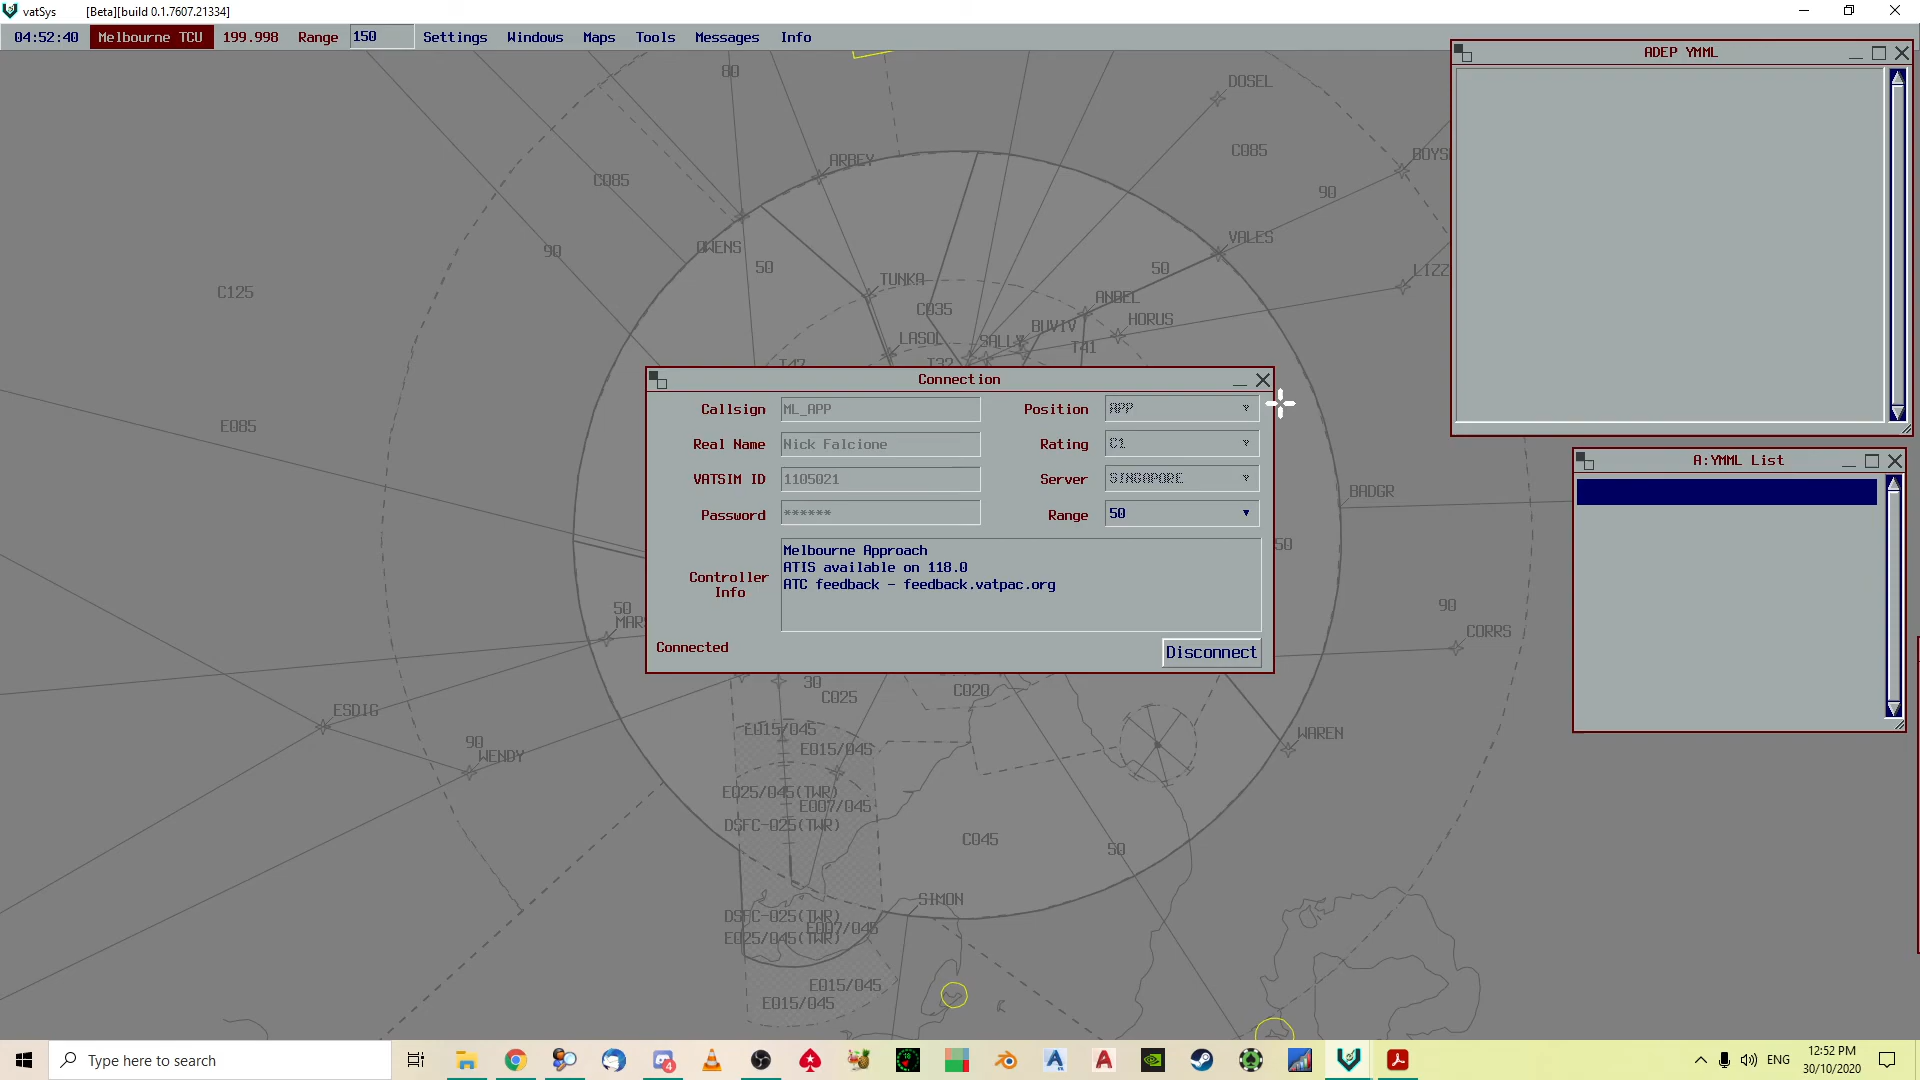 vatSys [Beta][build 0.1.7607.21334]
04:52:40 Melbourne TCU 199.998 Range 150 Settings Windows Maps Tools Messages Info
ADEP YMML
A:YMML List
80
DOSEL
C085
ARBEY
C085
90
OWENS
90
50
VALES
50
TUNKA
C125
ANBEL
C035
HORUS
BUVIV
LASOL
SALLY
T41
T32
T47
E085
Connection
Callsign ML_APP Position APP
Real Name Nick Falcione Rating C1
VATSIM ID 1105021 Server SINGAPORE
Password ****** Range 50
Controller Info
Melbourne Approach
ATIS available on 118.0
ATC feedback - feedback.vatpac.org
Connected Disconnect
BADGR
50
90
CORRS
50
30
C025
C020
ESDIG
90
WENDY
WAREN
E015/045
E015/045
E025/045(TWR)
E007/045
DSFC-025(TWR)
C045
50
SIMON
DSFC-025(TWR)
E007/045
E025/045(TWR)
E015/045
E015/045
Type here to search
4
ENG
12:52 PM
30/10/2020